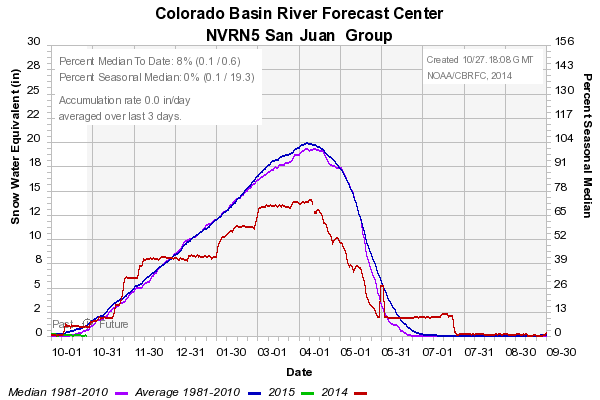 Colorado Basin River Forecast Center
NVRN5 San Juan Group
Percent Median To Date: 8% (0.1 / 0.6)
Percent Seasonal Median: 0% (0.1 / 19.3)
Accumulation rate 0.0 in/day
averaged over last 3 days.
Created 10/27.18:08 GMT
NOAA/CBRFC, 2014
Snow Water Equivalent (in)
30
27
25
22
20
18
15
12
10
8
5
2
0
Percent Seasonal Median
156
143
130
117
104
91
78
65
52
39
26
13
0
Past
Future
10-01 10-31 11-30 12-31 01-30 03-01 04-01 05-01 05-31 07-01 07-31 08-30 09-30
Date
Median 1981-2010 Average 1981-2010 2015 2014